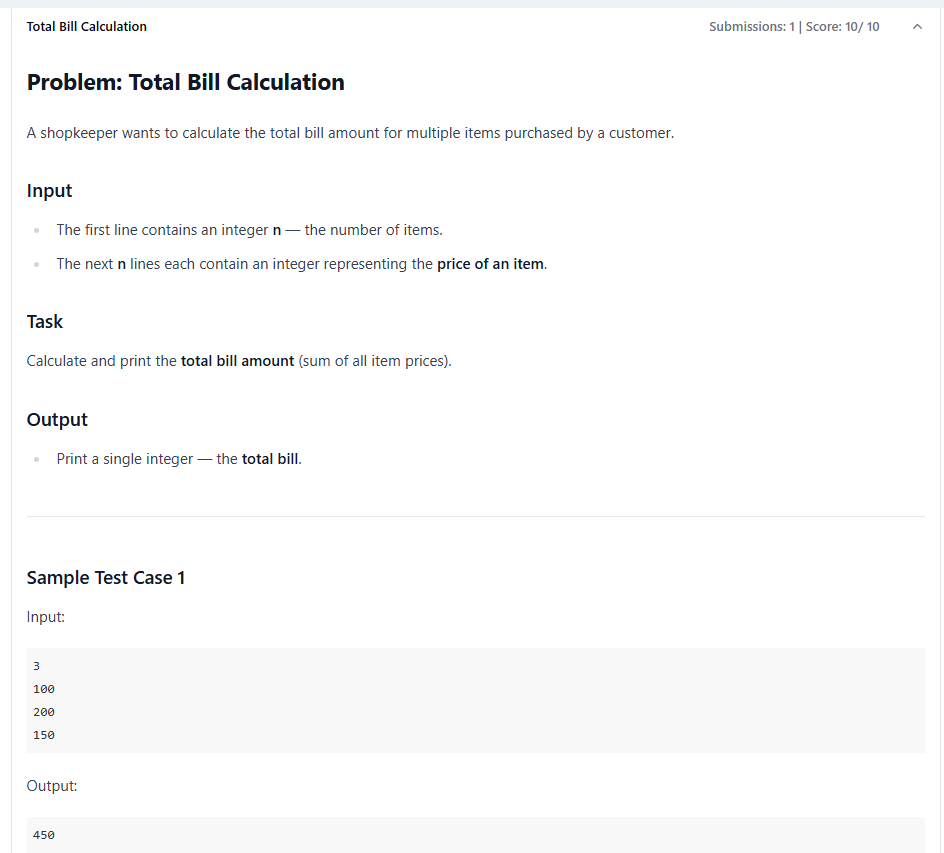 Total Bill Calculation
Submissions: 1 | Score: 10/ 10
Problem: Total Bill Calculation
A shopkeeper wants to calculate the total bill amount for multiple items purchased by a customer.
Input
The first line contains an integer n — the number of items.
The next n lines each contain an integer representing the price of an item.
Task
Calculate and print the total bill amount (sum of all item prices).
Output
Print a single integer — the total bill.
Sample Test Case 1
Input:
3
100
200
150
Output:
450